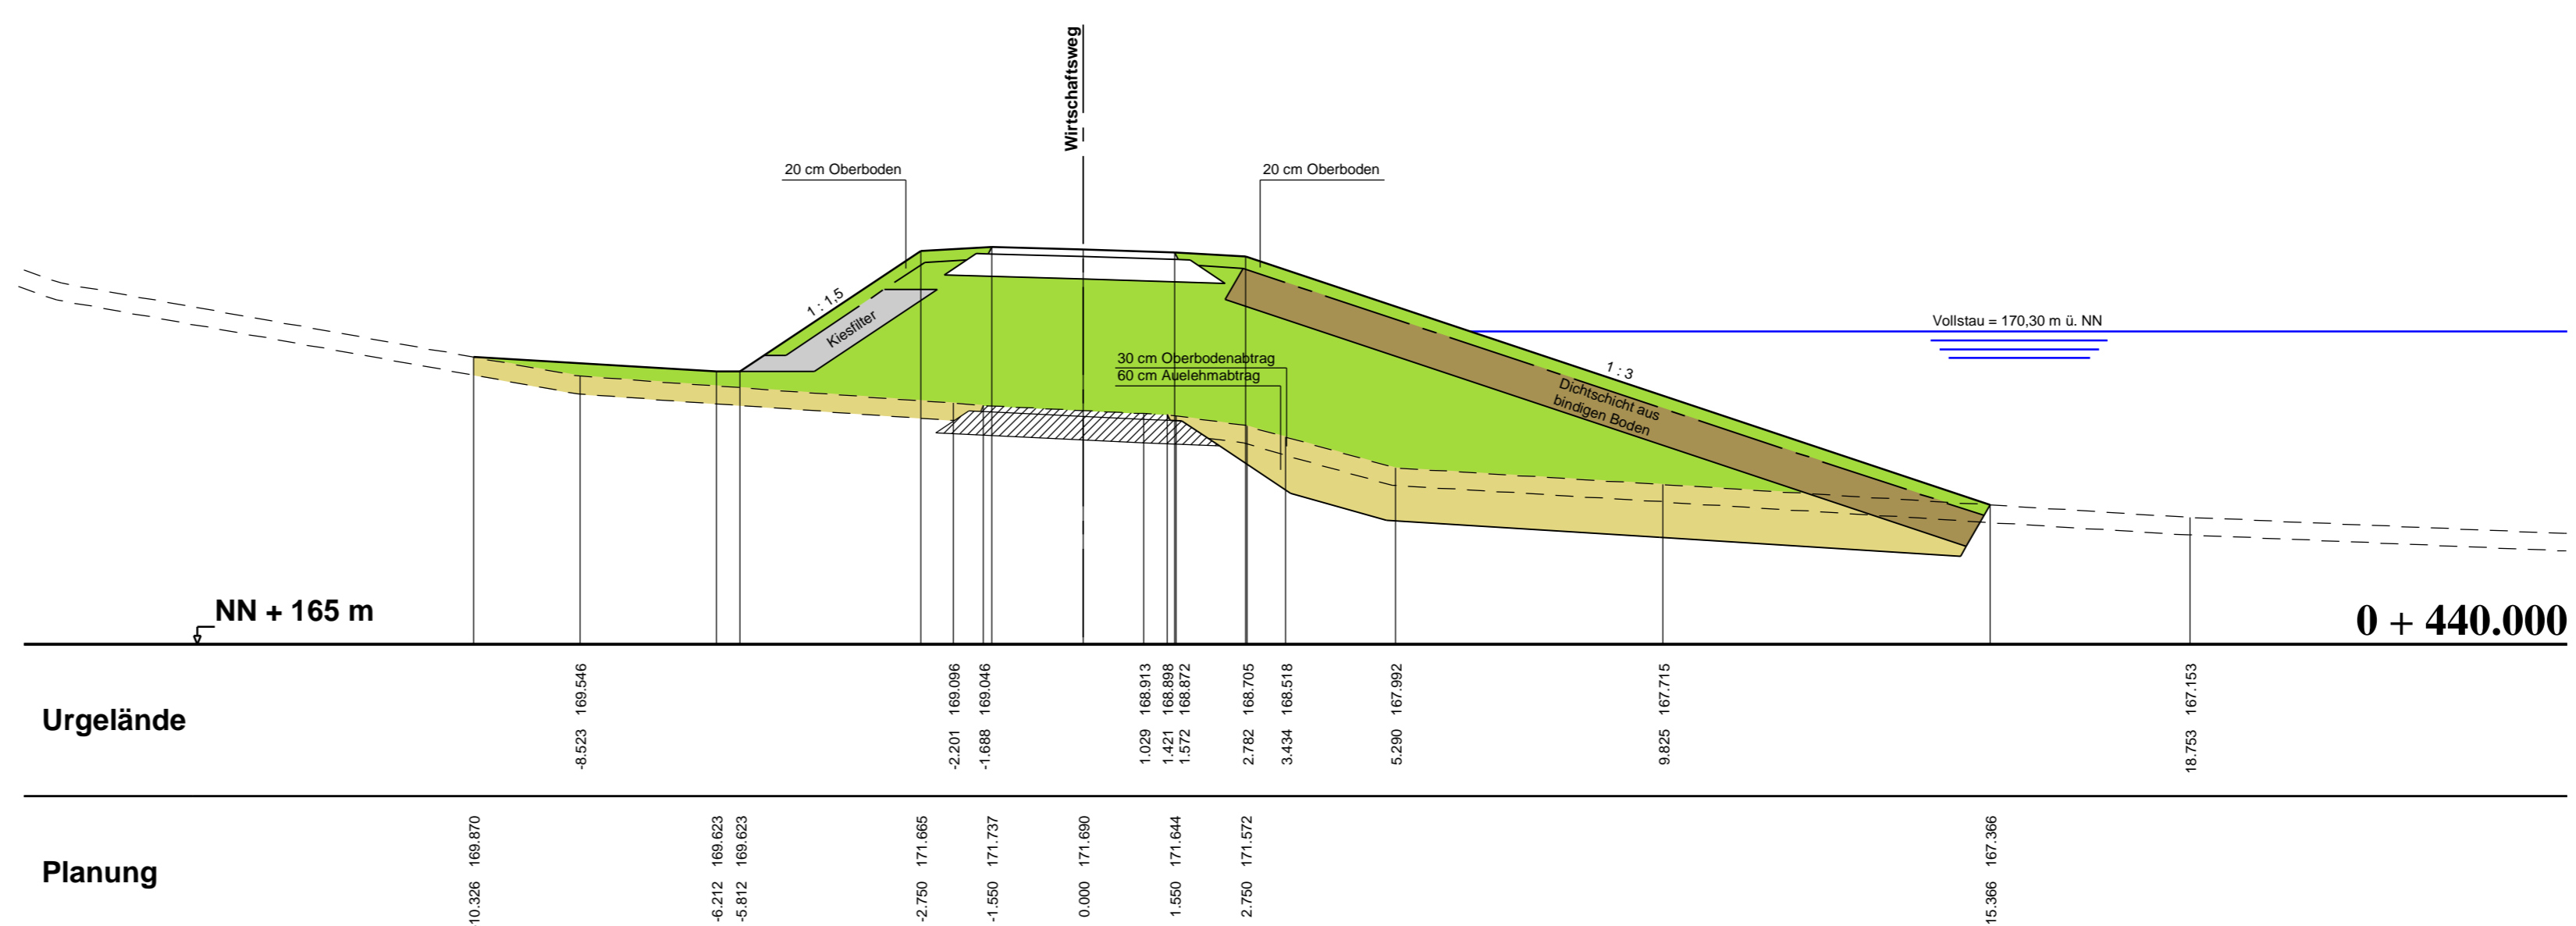 Wirtschaftsweg
20 cm Oberboden
20 cm Oberboden
1 : 1,5
Kiesfilter
Vollstau = 170,30 m ü. NN
30 cm Oberbodenabtrag
60 cm Auelehmabtrag
1 : 3
Dichtschicht aus
bindigen Boden
NN + 165 m
0 + 440.000
Urgelände
-8.523 169.546
-2.201 169.096
-1.688 169.046
1.029 168.913
1.421 168.898
1.572 168.872
2.782 168.705
3.434 168.518
5.290 167.992
9.825 167.715
18.753 167.153
Planung
10.326 169.870
-6.212 169.623
-5.812 169.623
-2.750 171.665
-1.550 171.737
0.000 171.690
1.550 171.644
2.750 171.572
15.366 167.366